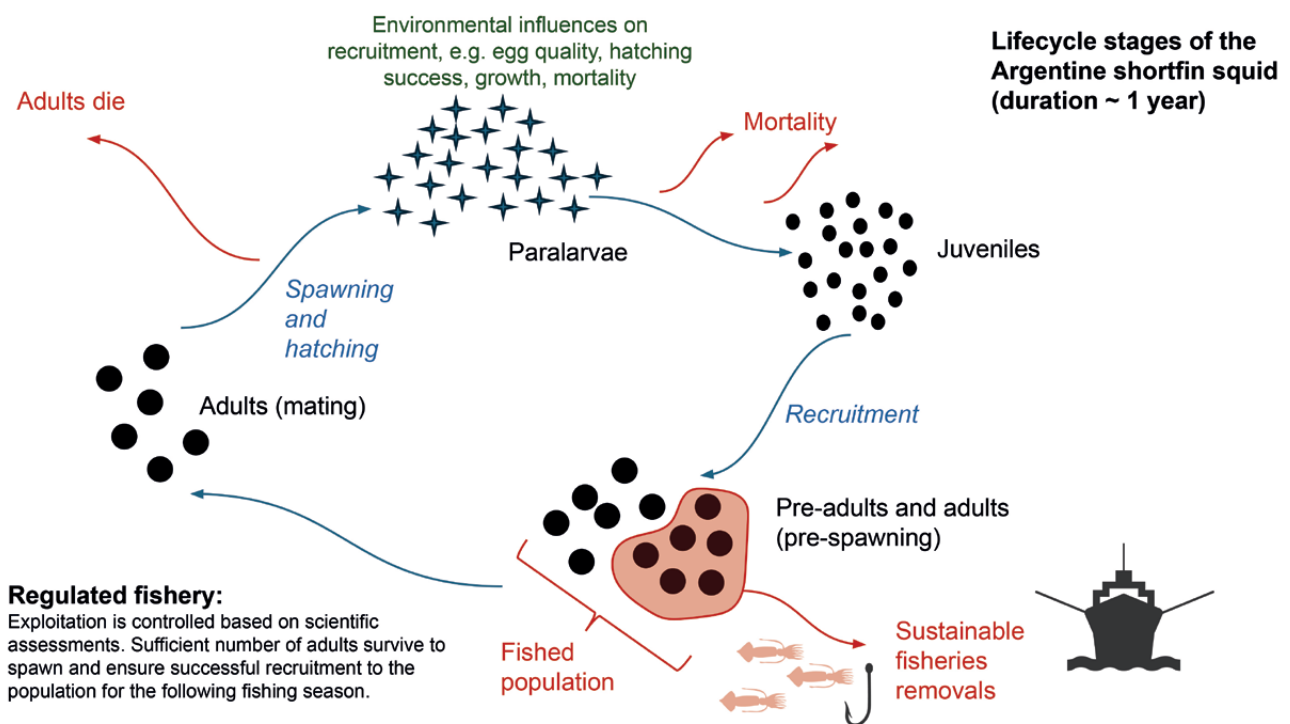 Environmental influences on
recruitment, e.g. egg quality, hatching
success, growth, mortality
Lifecycle stages of the
Argentine shortfin squid
(duration ~ 1 year)
Adults die
Mortality
Paralarvae
Juveniles
Spawning
and
hatching
Adults (mating)
Recruitment
Pre-adults and adults
(pre-spawning)
Regulated fishery:
Exploitation is controlled based on scientific
assessments. Sufficient number of adults survive to
spawn and ensure successful recruitment to the
population for the following fishing season.
Fished
population
Sustainable
fisheries
removals